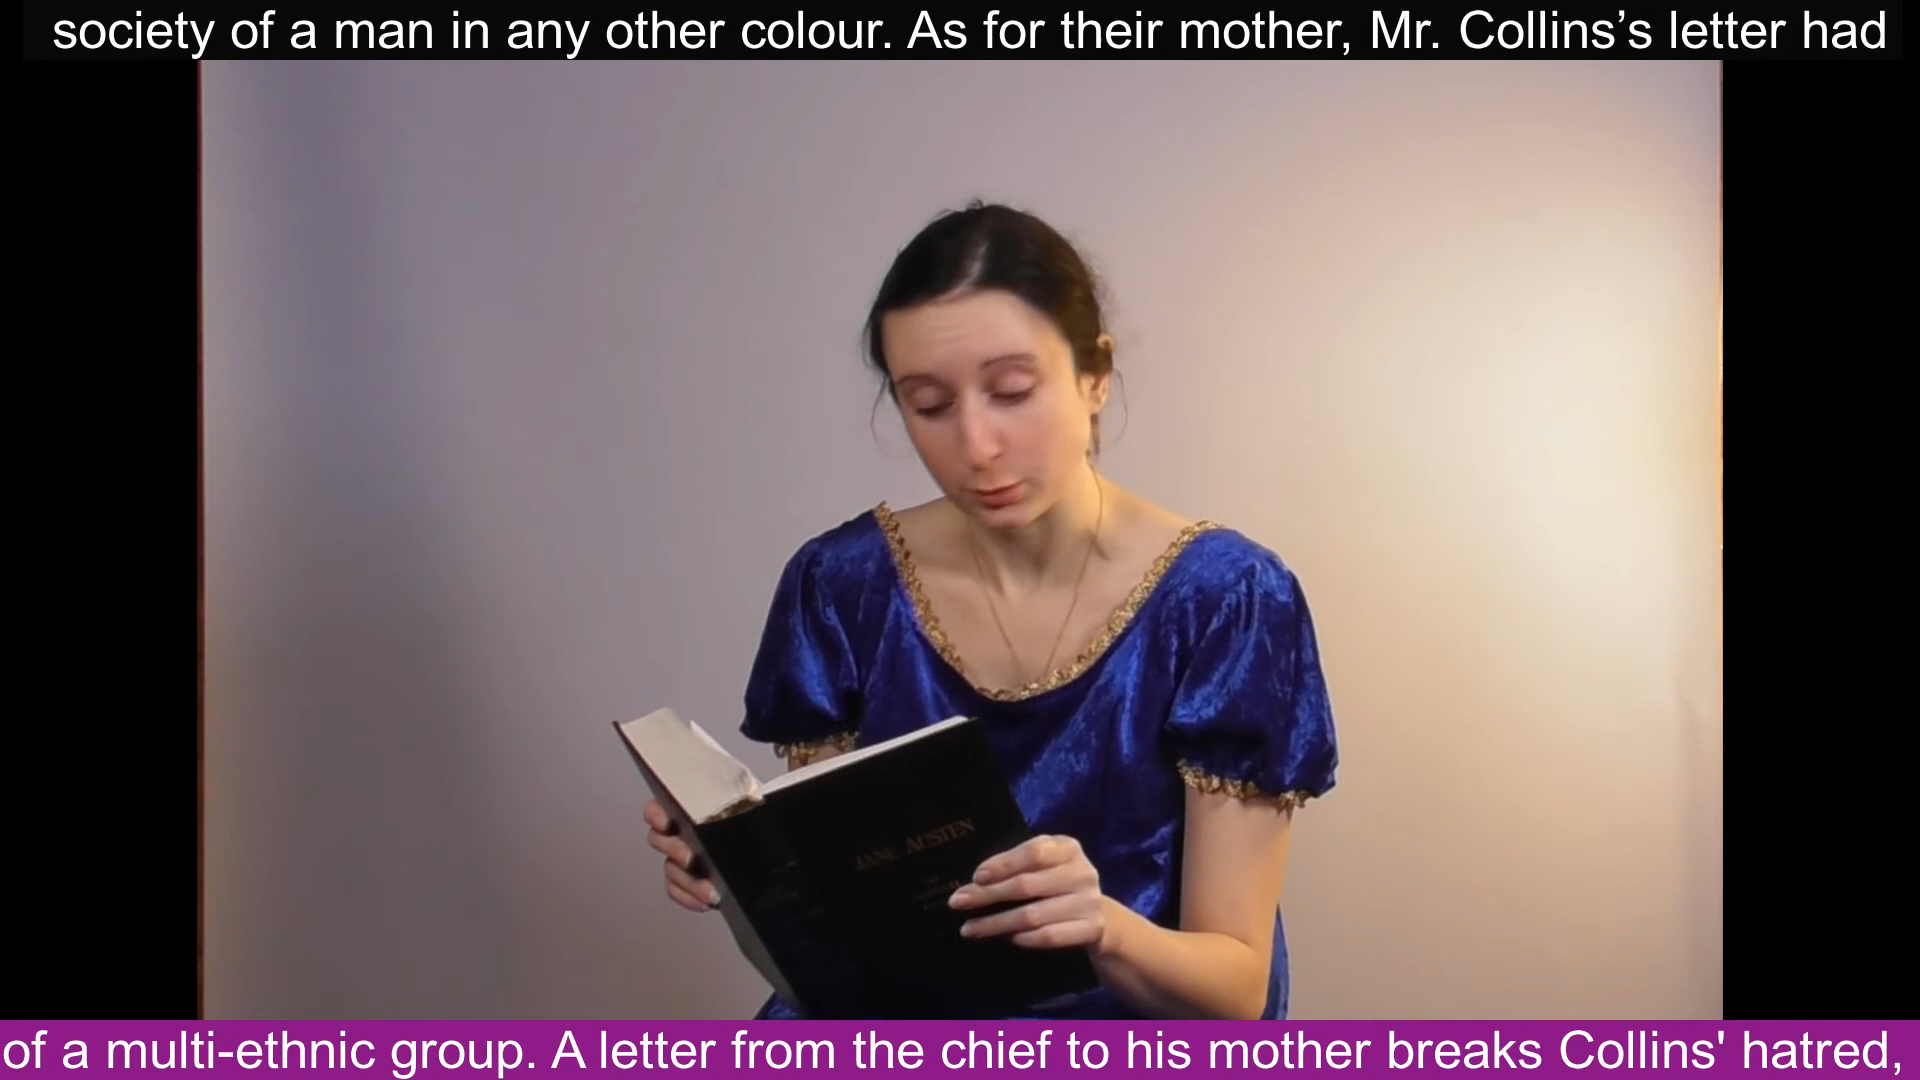 society of a man in any other colour. As for their mother, Mr. Collins’s letter had
JANE AUSTEN
of a multi-ethnic group. A letter from the chief to his mother breaks Collins' hatred,